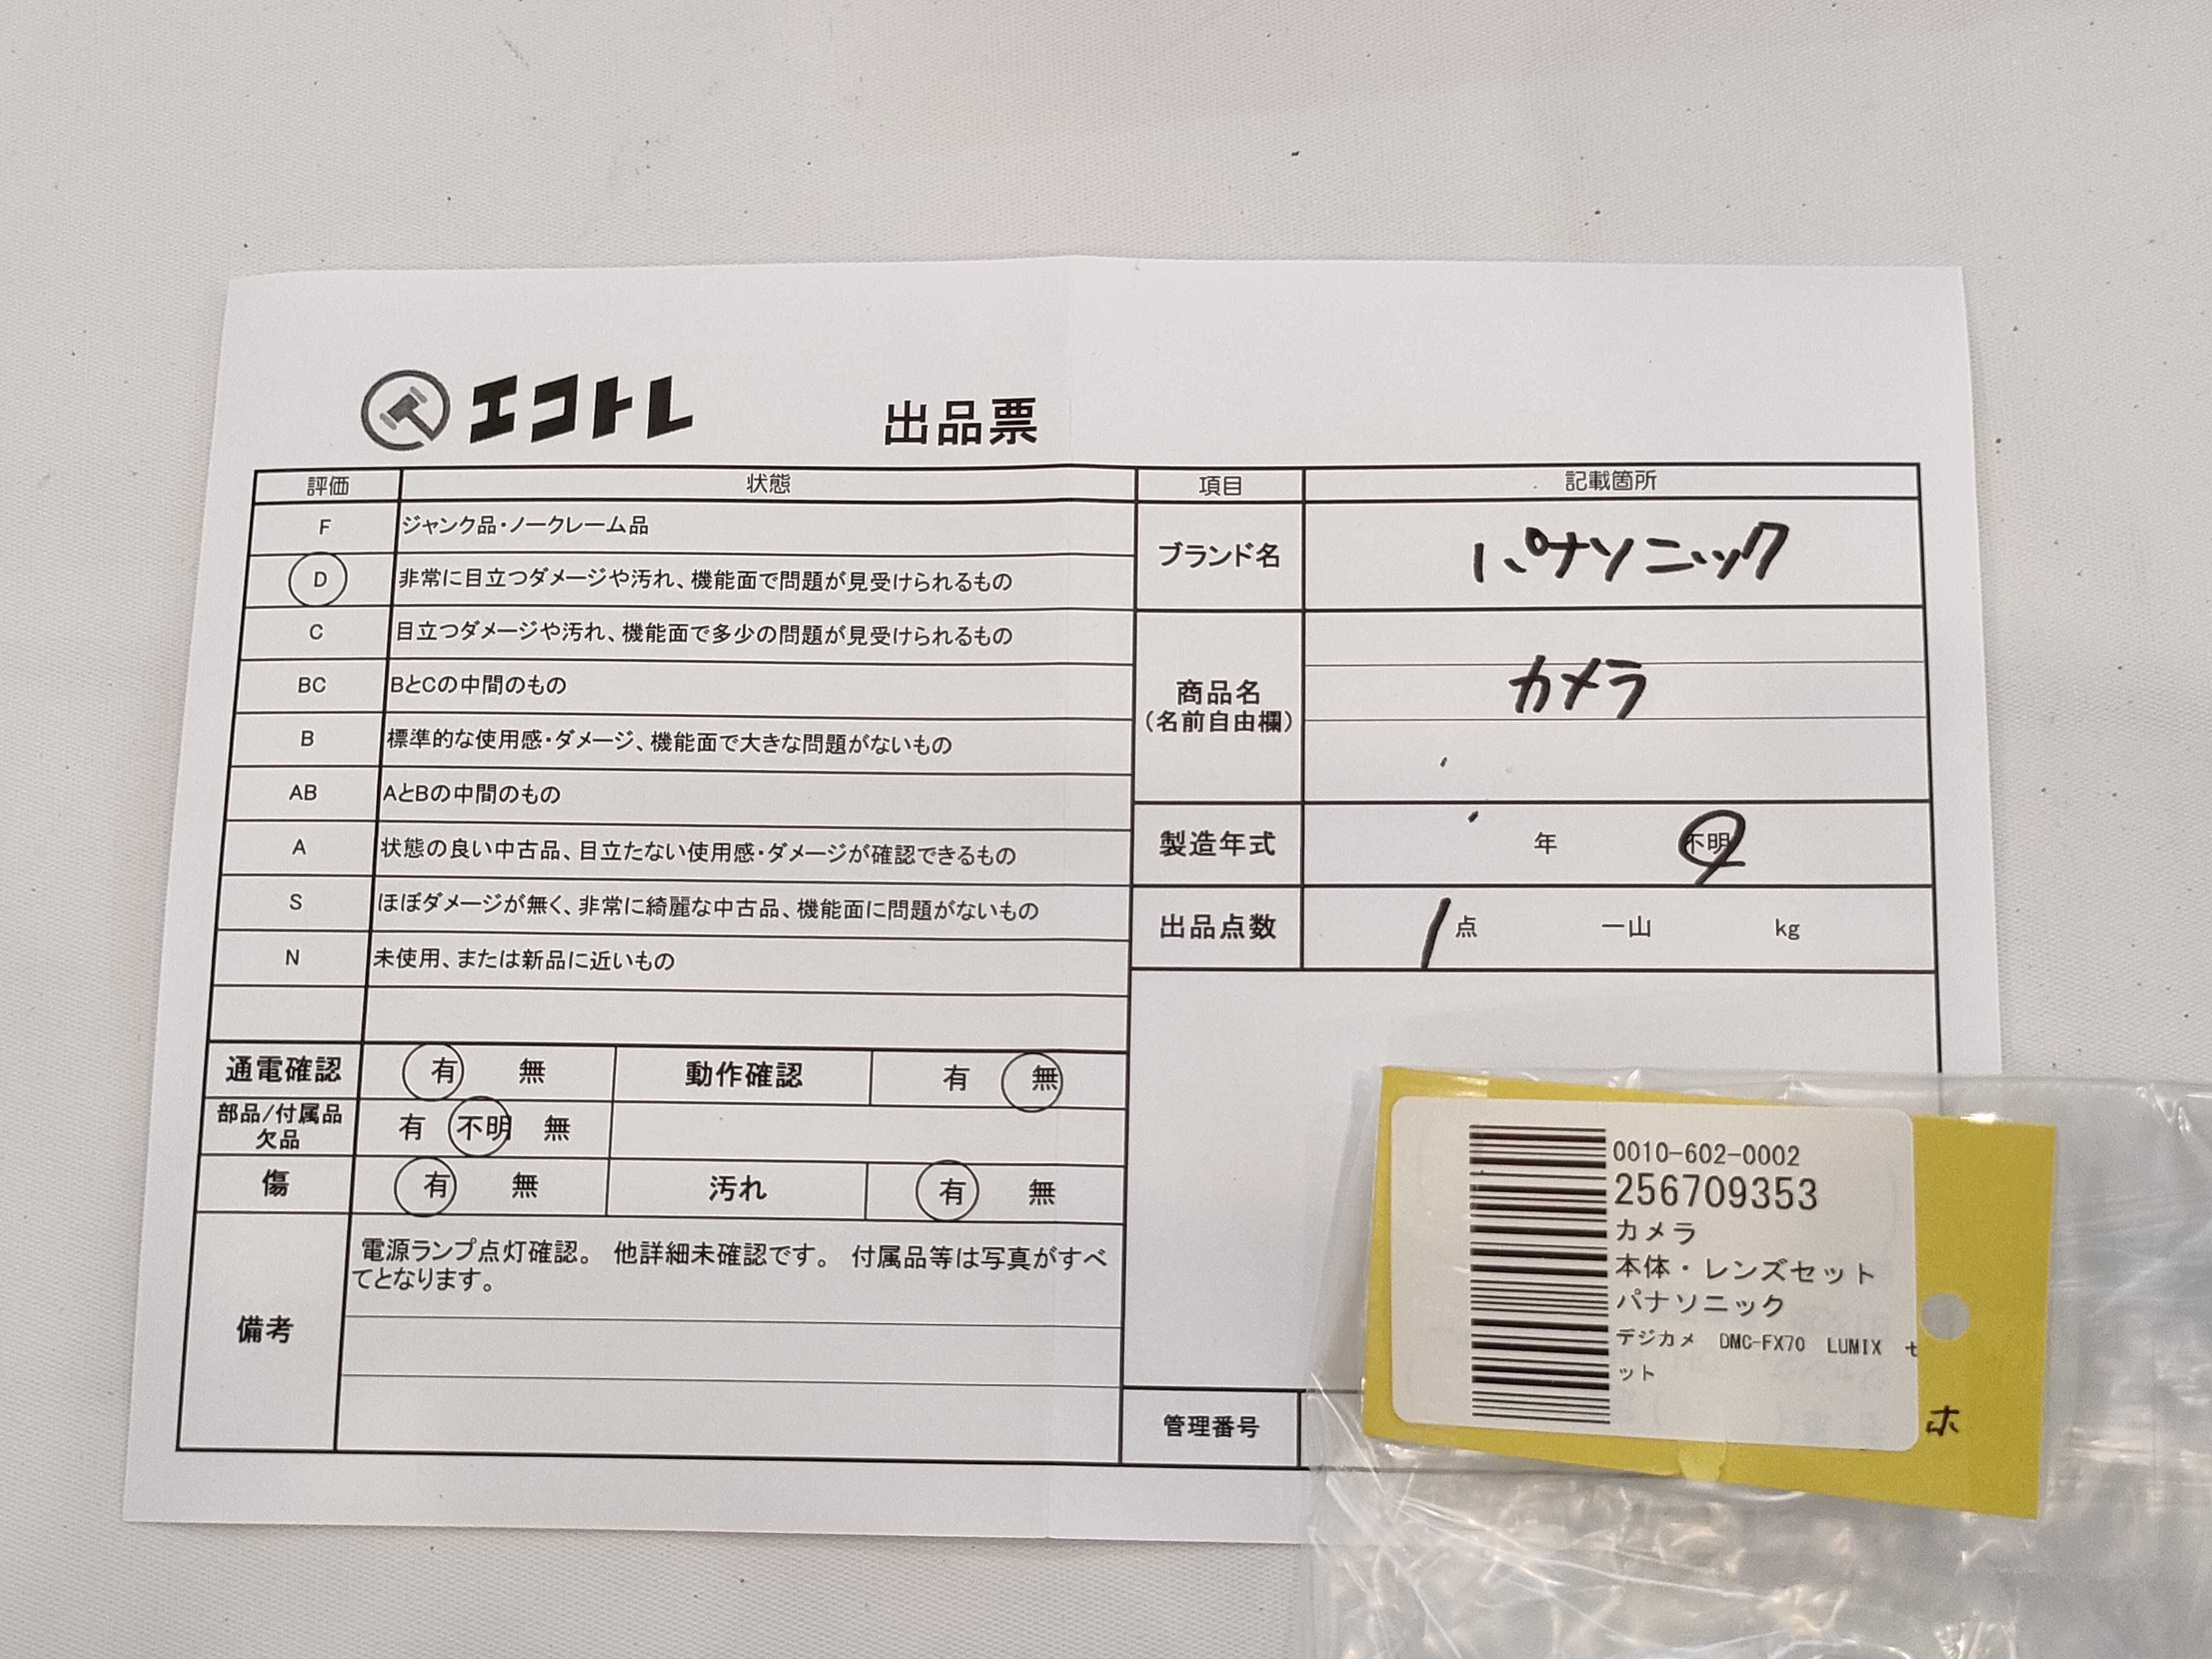 エコトレ
出品票
評価 状態
F ジャンク品・ノークレーム品
D 非常に目立つダメージや汚れ、機能面で問題が見受けられるもの
C 目立つダメージや汚れ、機能面で多少の問題が見受けられるもの
BC BとCの中間のもの
B 標準的な使用感・ダメージ、機能面で大きな問題がないもの
AB AとBの中間のもの
A 状態の良い中古品、目立たない使用感・ダメージが確認できるもの
S ほぼダメージが無く、非常に綺麗な中古品、機能面に問題がないもの
N 未使用、または新品に近いもの
通電確認 有 無 動作確認 有 無
部品/付属品
欠品 有 不明 無
傷 有 無 汚れ 有 無
備考
電源ランプ点灯確認。 他詳細未確認です。 付属品等は写真がすべ
てとなります。
項目 記載箇所
ブランド名 パナソニック
商品名
(名前自由欄) カメラ
製造年式 年 不明
出品点数 1点 一山 kg
管理番号
0010-602-0002
256709353
カメラ
本体・レンズセット
パナソニック
デジカメ DMC-FX70 LUMIX セ
ット
ホ